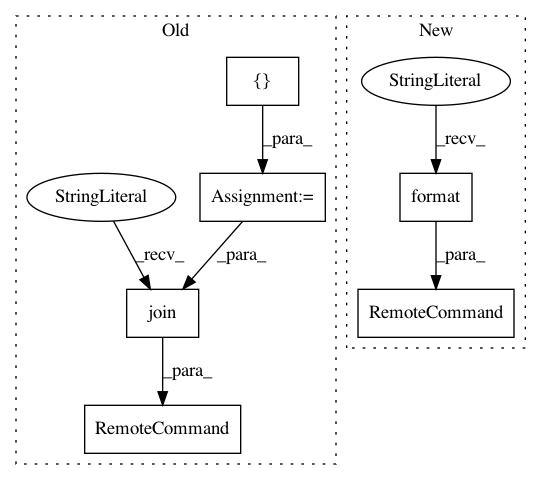 Old
New
{}
StringLiteral
_para_
_recv_
StringLiteral
Assignment:=
format
_recv_
_para_
_para_
join
RemoteCommand
_para_
RemoteCommand